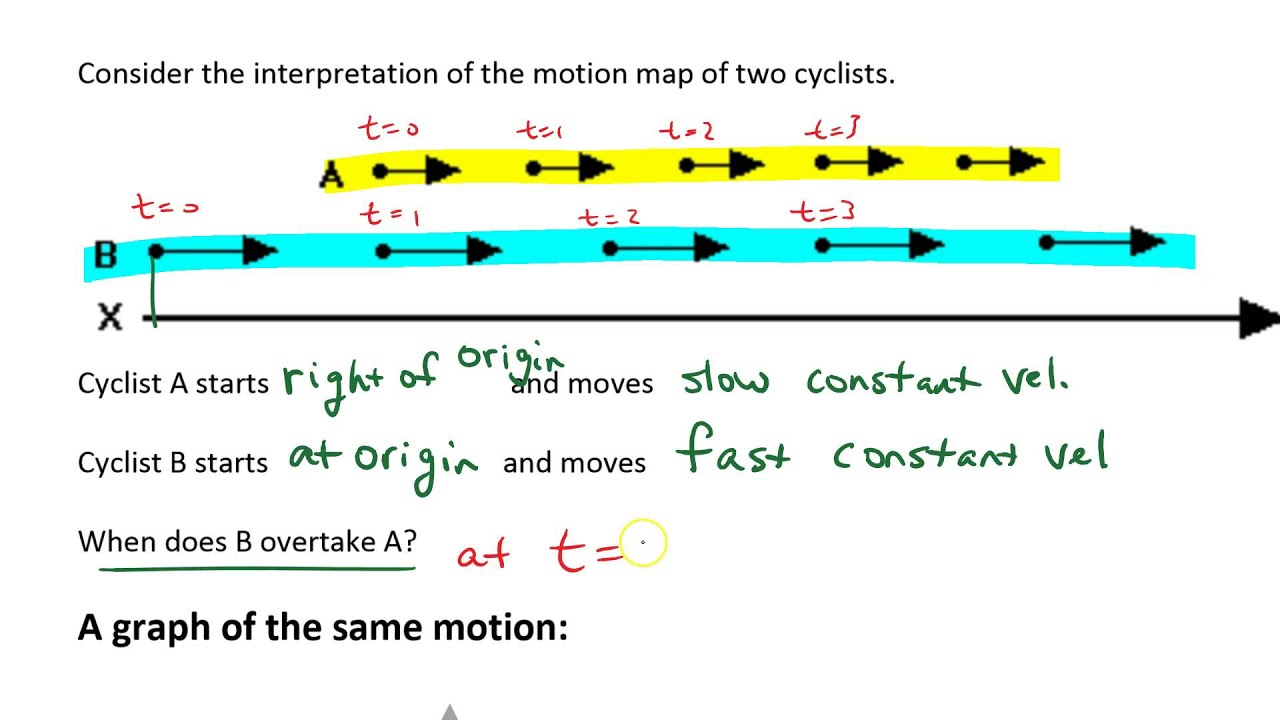 Consider the interpretation of the motion map of two cyclists.
t=0 t=1 t=2 t=3
A
t=0 t=1 t=2 t=3
B
X
Cyclist A starts right of origin and moves slow constant vel.
Cyclist B starts at origin and moves fast constant vel
When does B overtake A? at t=
A graph of the same motion: